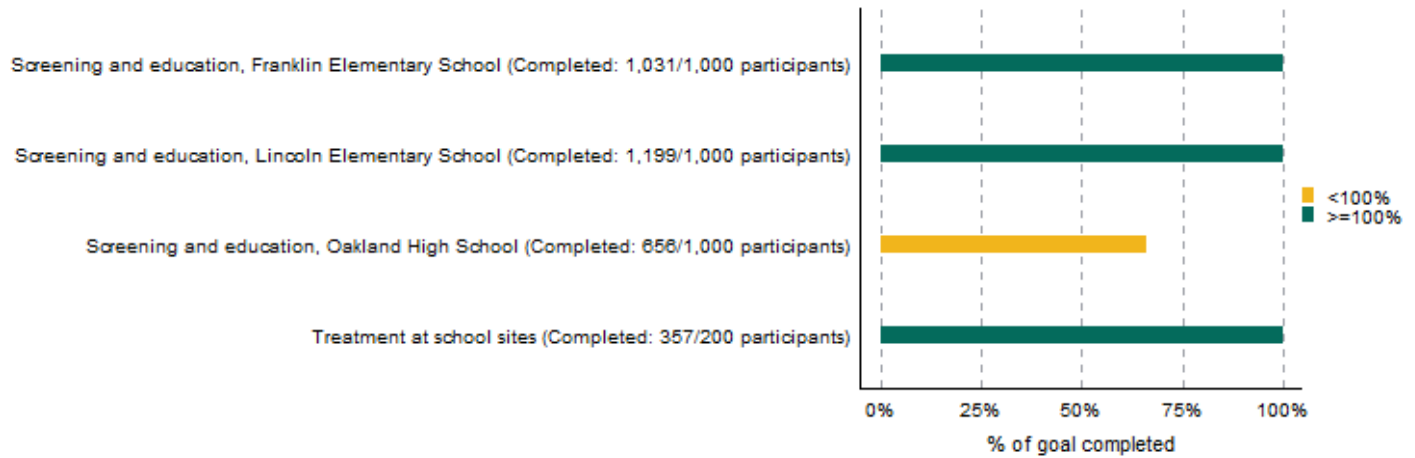 Screening and education, Franklin Elementary School (Completed: 1,031/1,000 participants)
Screening and education, Lincoln Elementary School (Completed: 1,199/1,000 participants)
<100%
>=100%
Screening and education, Oakland High School (Completed: 656/1,000 participants)
Treatment at school sites (Completed: 357/200 participants)
0% 25% 50% 75% 100%
% of goal completed